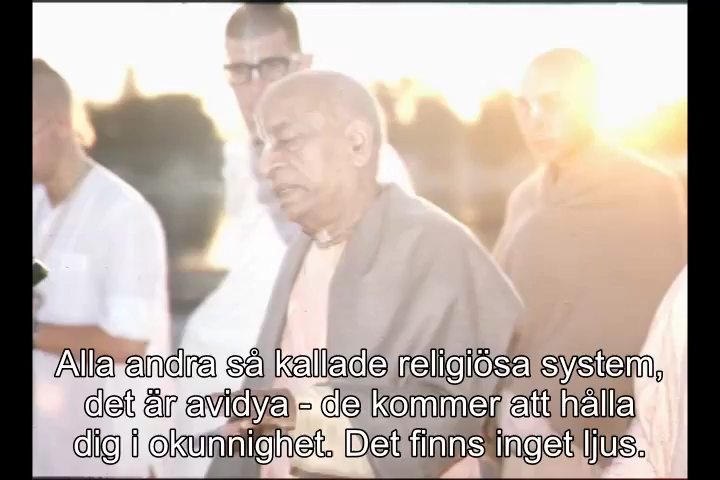 Alla andra så kallade religiösa system,
det är avidya - de kommer att hålla
dig i okunnighet. Det finns inget ljus.